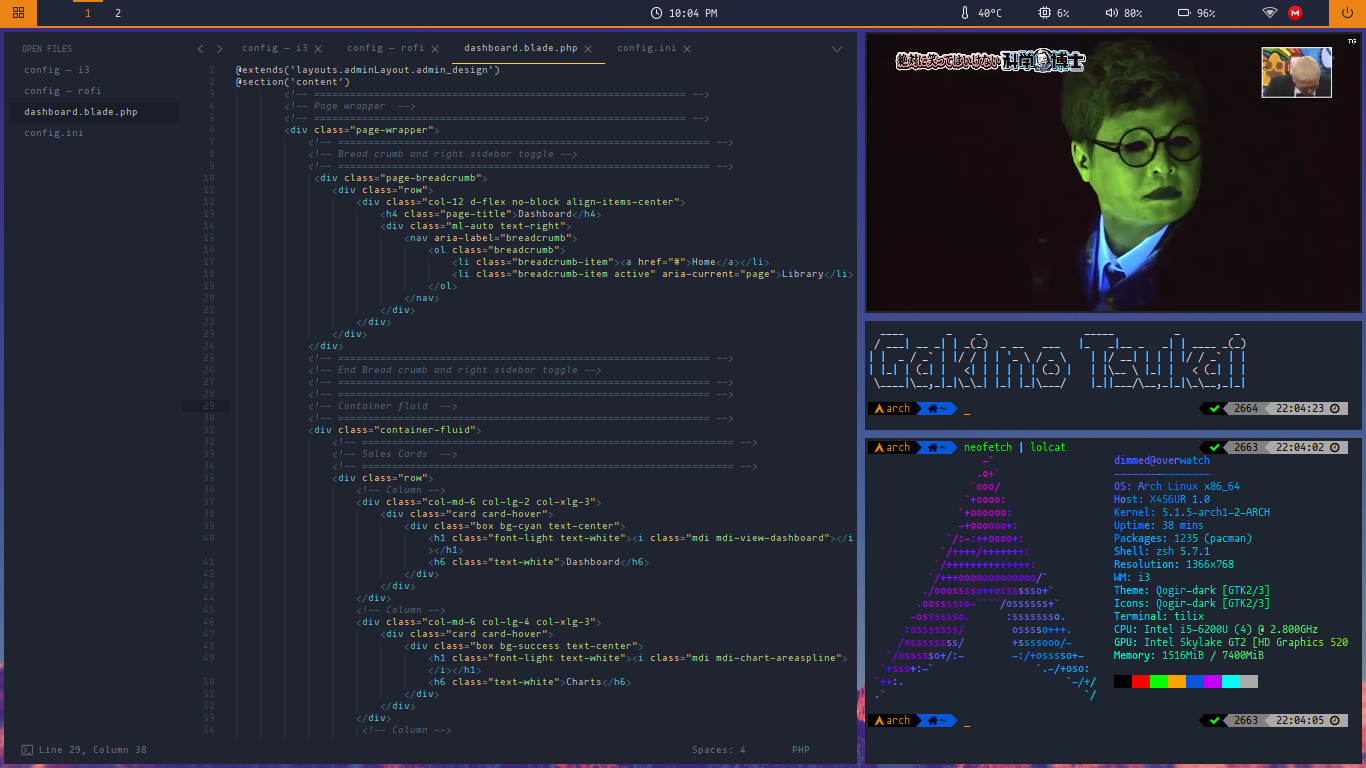 1 2
10:04 PM
40°C 6% 80% 96%
OPEN FILES
config — i3
config — rofi
dashboard.blade.php
config.ini
config — i3 config — rofi dashboard.blade.php config.ini
1 @extends('layouts.adminLayout.admin_design')
2 @section('content')
3 <!-- ============================================================== -->
4 <!-- Page wrapper  -->
5 <!-- ============================================================== -->
6 <div class="page-wrapper">
7 <!-- ============================================================== -->
8 <!-- Bread crumb and right sidebar toggle -->
9 <!-- ============================================================== -->
10 <div class="page-breadcrumb">
11 <div class="row">
12 <div class="col-12 d-flex no-block align-items-center">
13 <h4 class="page-title">Dashboard</h4>
14 <div class="ml-auto text-right">
15 <nav aria-label="breadcrumb">
16 <ol class="breadcrumb">
17 <li class="breadcrumb-item"><a href="#">Home</a></li>
18 <li class="breadcrumb-item active" aria-current="page">Library</li>
19 </ol>
20 </nav>
21 </div>
22 </div>
23 </div>
24 </div>
25 <!-- ============================================================== -->
26 <!-- End Bread crumb and right sidebar toggle -->
27 <!-- ============================================================== -->
28 <!-- ============================================================== -->
29 <!-- Container fluid  -->
30 <!-- ============================================================== -->
31 <div class="container-fluid">
32 <!-- ============================================================== -->
33 <!-- Sales Cards  -->
34 <!-- ============================================================== -->
35 <div class="row">
36 <!-- Column -->
37 <div class="col-md-6 col-lg-2 col-xlg-3">
38 <div class="card card-hover">
39 <div class="box bg-cyan text-center">
40 <h1 class="font-light text-white"><i class="mdi mdi-view-dashboard"></i
></h1>
41 <h6 class="text-white">Dashboard</h6>
42 </div>
43 </div>
44 </div>
45 <!-- Column -->
46 <div class="col-md-6 col-lg-4 col-xlg-3">
47 <div class="card card-hover">
48 <div class="box bg-success text-center">
49 <h1 class="font-light text-white"><i class="mdi mdi-chart-areaspline">
</i></h1>
50 <h6 class="text-white">Charts</h6>
51 </div>
52 </div>
53 </div>
54 <!-- Column -->
Line 29, Column 38 Spaces: 4 PHP
絶対に笑ってはいけない科学博士
TG
Gakino Tsukai
arch ~ _ 2664 22:04:23
arch ~ neofetch | lolcat 2663 22:04:02
dimmed@overwatch
-----------------
OS: Arch Linux x86_64
Host: X456UR 1.0
Kernel: 5.1.5-arch1-2-ARCH
Uptime: 38 mins
Packages: 1235 (pacman)
Shell: zsh 5.7.1
Resolution: 1366x768
WM: i3
Theme: Qogir-dark [GTK2/3]
Icons: Qogir-dark [GTK2/3]
Terminal: tilix
CPU: Intel i5-6200U (4) @ 2.800GHz
GPU: Intel Skylake GT2 [HD Graphics 520
Memory: 1516MiB / 7400MiB
arch ~ _ 2663 22:04:05